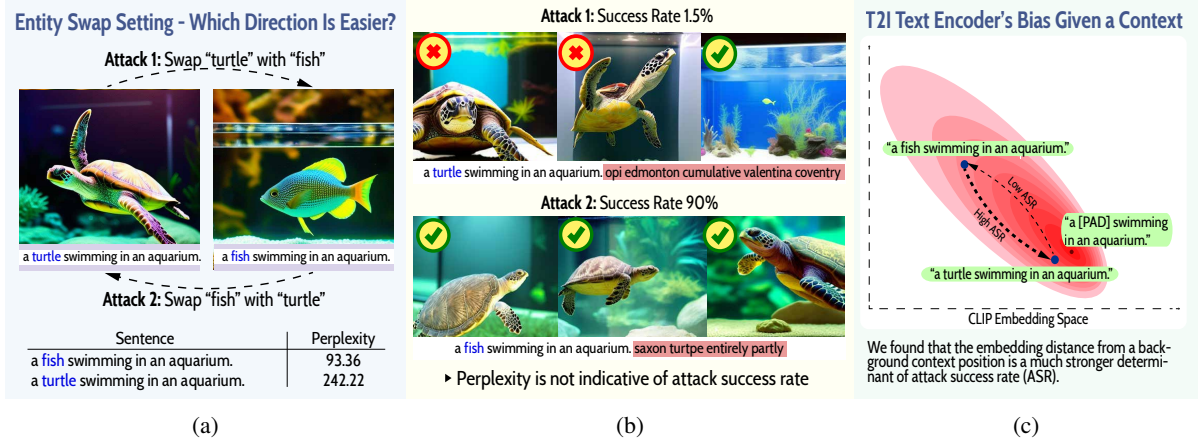 Entity Swap Setting - Which Direction Is Easier?
Attack 1: Swap “turtle” with “fish”
a turtle swimming in an aquarium.
a fish swimming in an aquarium.
Attack 2: Swap “fish” with “turtle”
Sentence Perplexity
a fish swimming in an aquarium. 93.36
a turtle swimming in an aquarium. 242.22
(a)
Attack 1: Success Rate 1.5%
a turtle swimming in an aquarium. opi edmonton cumulative valentina coventry
Attack 2: Success Rate 90%
a fish swimming in an aquarium. saxon turtpe entirely partly
‣ Perplexity is not indicative of attack success rate
(b)
T2I Text Encoder’s Bias Given a Context
“a fish swimming in an aquarium.”
Low ASR
High ASR
“a [PAD] swimming
in an aquarium.”
“a turtle swimming in an aquarium.”
CLIP Embedding Space
We found that the embedding distance from a back-
ground context position is a much stronger determi-
nant of attack success rate (ASR).
(c)